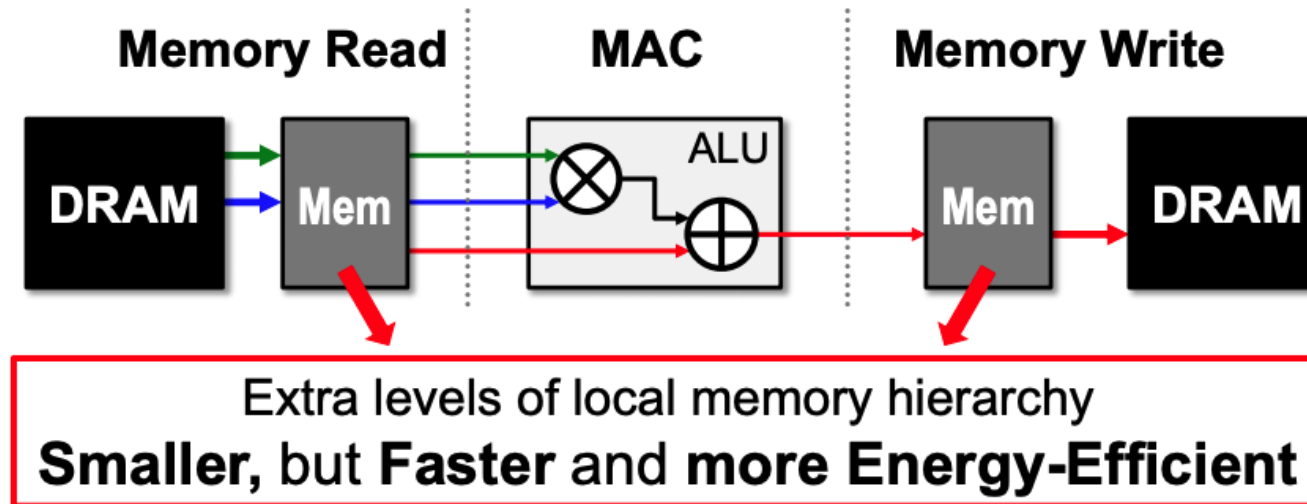 Memory Read
MAC
Memory Write
DRAM
Mem
ALU
Mem
DRAM
Extra levels of local memory hierarchy
Smaller, but Faster and more Energy-Efficient